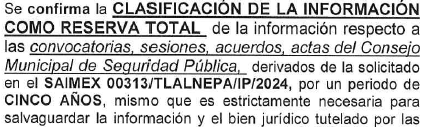 Se confirma la CLASIFICACIÓN DE LA INFORMACIÓN
COMO RESERVA TOTAL de la información respecto a
las convocatorias, sesiones, acuerdos, actas del Consejo
Municipal de Seguridad Pública, derivados de la solicitado
en el SAIMEX 00313/TLALNEPA/IP/2024, por un periodo de
CINCO AÑOS, mismo que es estrictamente necesaria para
salvaguardar la información y el bien jurídico tutelado por las